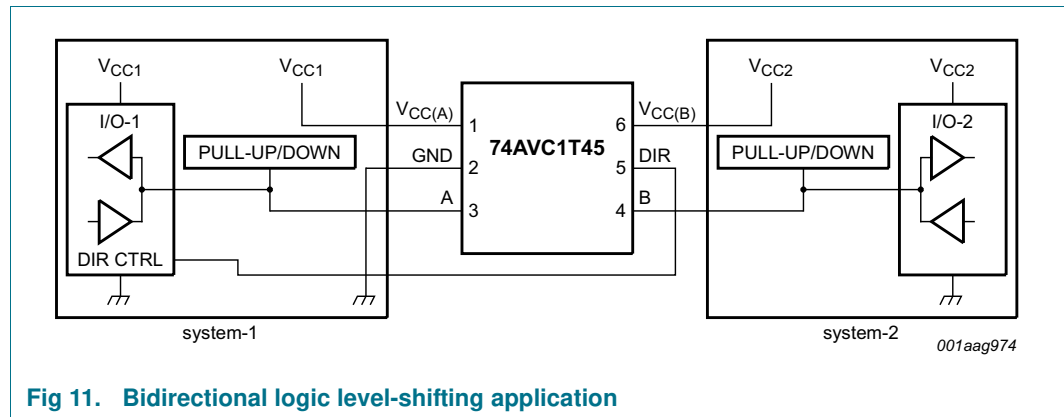 VCC1 VCC1 VCC2 VCC2
I/O-1 VCC(A) VCC(B) I/O-2
1 6
PULL-UP/DOWN GND 74AVC1T45 DIR PULL-UP/DOWN
2 5
A B
3 4
DIR CTRL
system-1 system-2
001aag974
Fig 11. Bidirectional logic level-shifting application